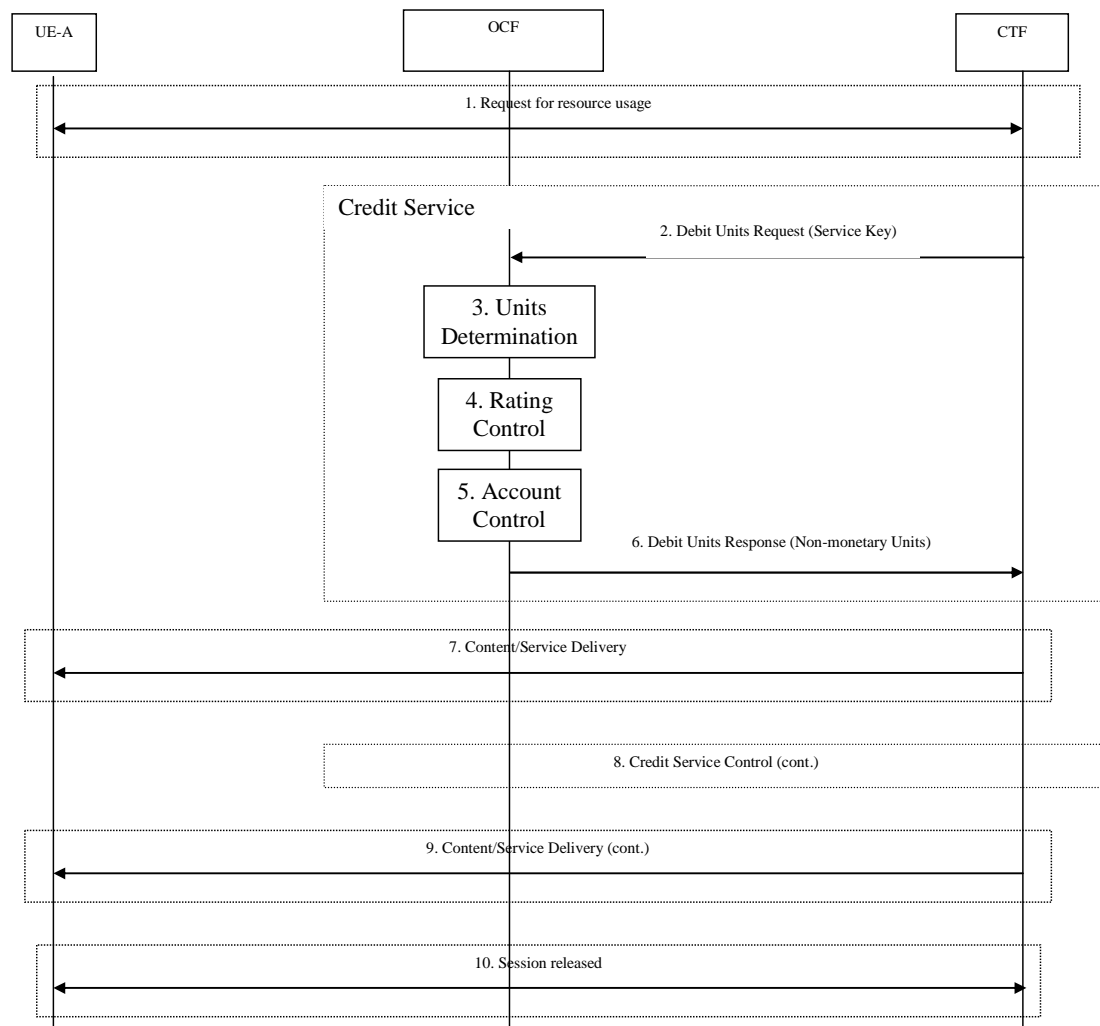 UE-A
OCF
CTF
1. Request for resource usage
Credit Service
2. Debit Units Request (Service Key)
3. Units
Determination
4. Rating
Control
5. Account
Control
6. Debit Units Response (Non-monetary Units)
7. Content/Service Delivery
8. Credit Service Control (cont.)
9. Content/Service Delivery (cont.)
10. Session released